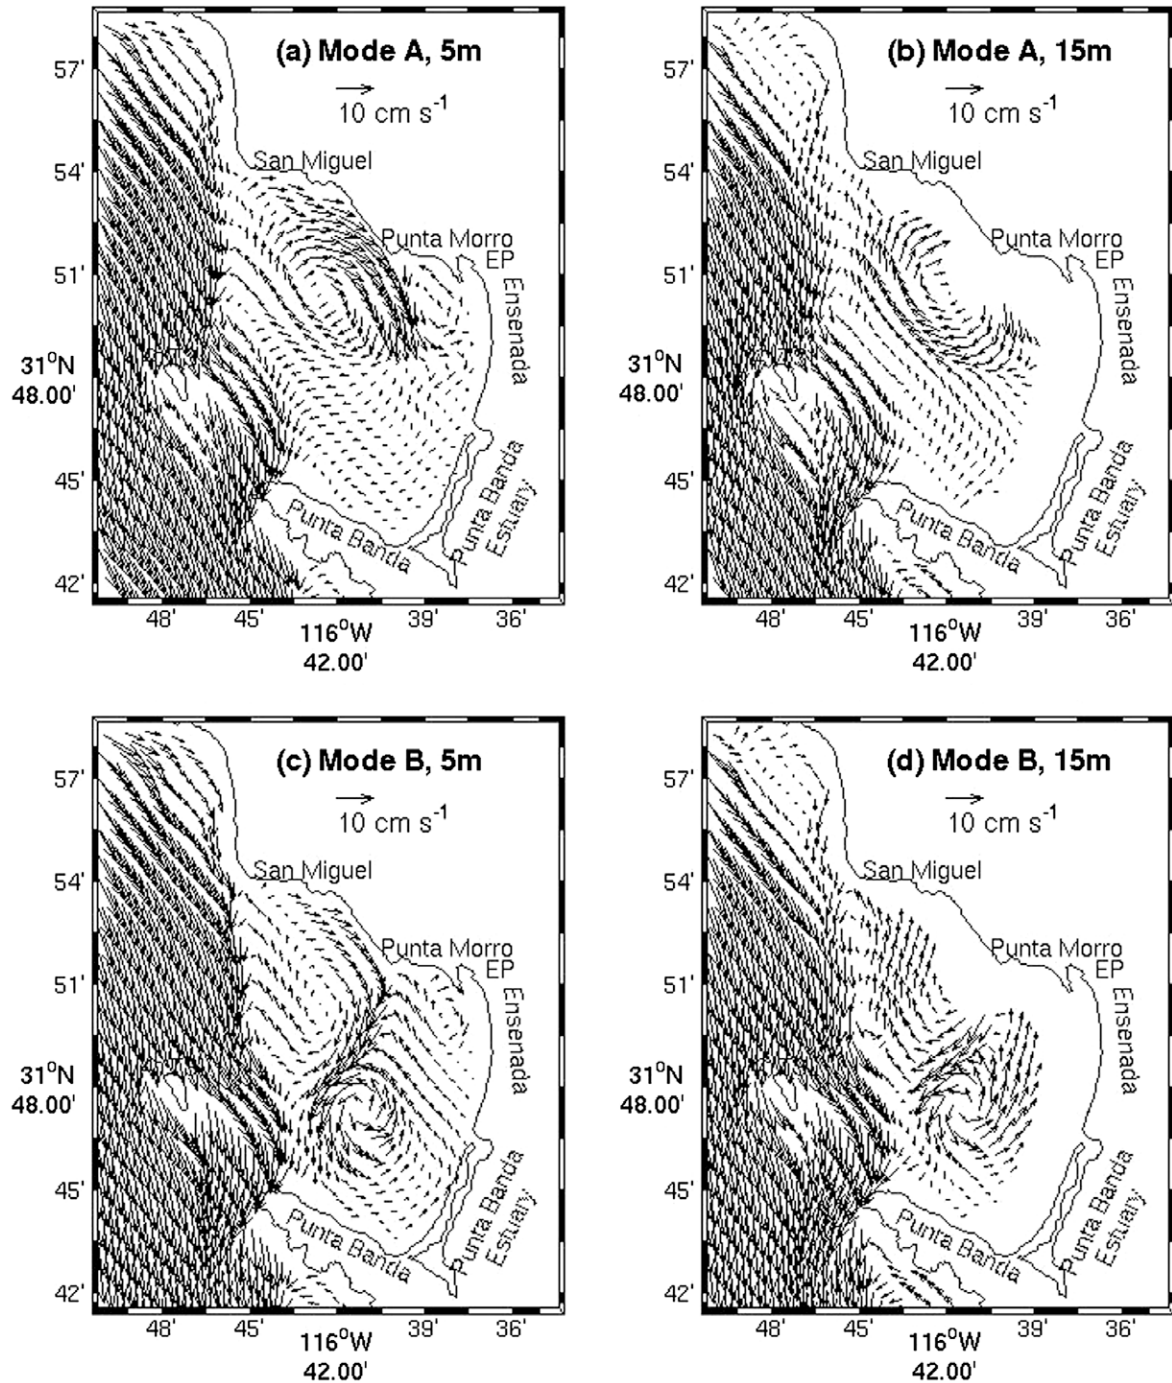 (a) Mode A, 5m
10 cm s⁻¹
57'
54'
51'
31°N
48.00'
45'
42'
San Miguel
Punta Morro
EP
Ensenada
Punta Banda
Punta Banda
Estuary
48'
45'
116°W
42.00'
39'
36'
(b) Mode A, 15m
10 cm s⁻¹
57'
54'
51'
31°N
48.00'
45'
42'
San Miguel
Punta Morro
EP
Ensenada
Punta Banda
Punta Banda
Estuary
48'
45'
116°W
42.00'
39'
36'
(c) Mode B, 5m
10 cm s⁻¹
57'
54'
51'
31°N
48.00'
45'
42'
San Miguel
Punta Morro
EP
Ensenada
Punta Banda
Punta Banda
Estuary
48'
45'
116°W
42.00'
39'
36'
(d) Mode B, 15m
10 cm s⁻¹
57'
54'
51'
31°N
48.00'
45'
42'
San Miguel
Punta Morro
EP
Ensenada
Punta Banda
Punta Banda
Estuary
48'
45'
116°W
42.00'
39'
36'